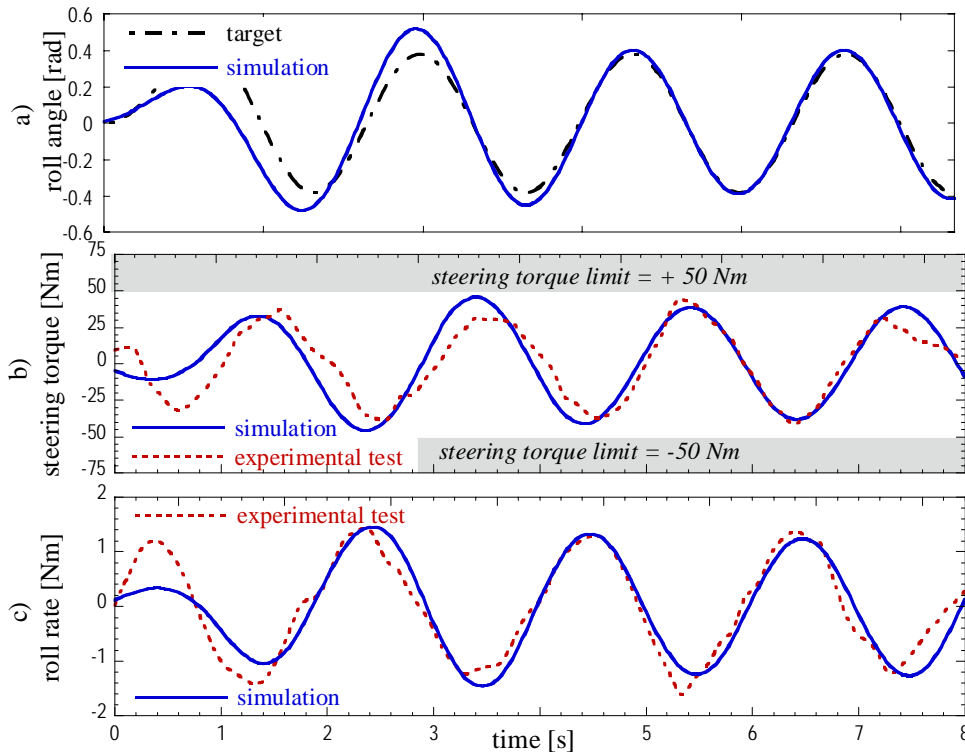 a)
roll angle [rad]
0.6
0.4
0.2
0
-0.2
-0.4
-0.6
target
simulation
b)
steering torque [Nm]
75
50
25
0
-25
-50
-75
steering torque limit = + 50 Nm
simulation
experimental test
steering torque limit = -50 Nm
c)
roll rate [Nm]
2
1
0
-1
-2
experimental test
simulation
0 1 2 3 4 5 6 7 8
time [s]